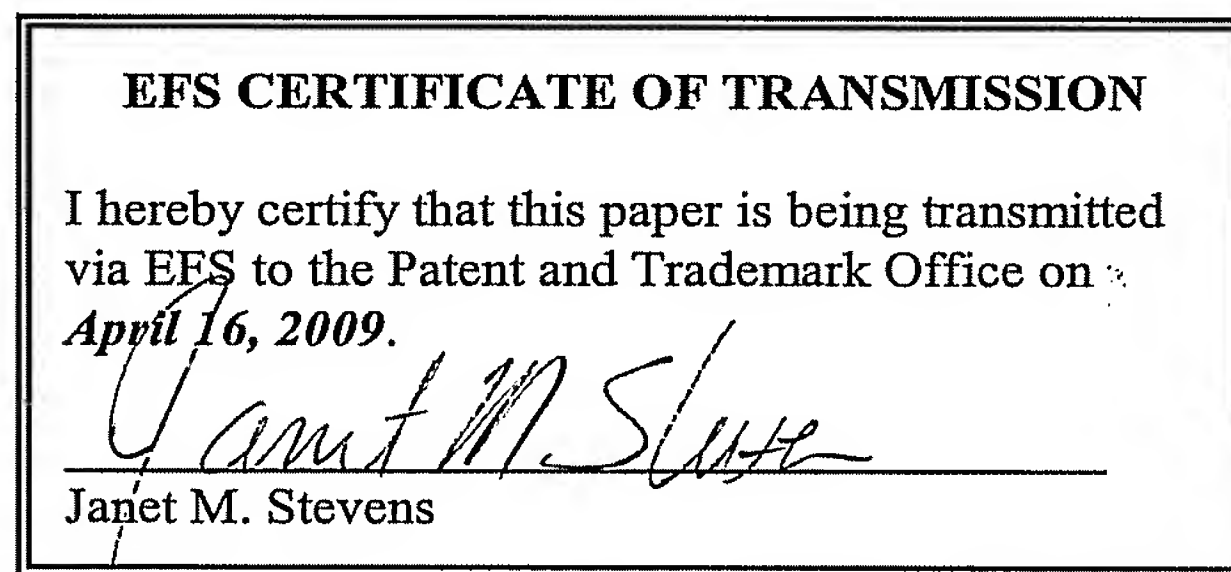 EFS CERTIFICATE OF TRANSMISSION
I hereby certify that this paper is being transmitted
via EFS to the Patent and Trademark Office on
April 16, 2009.
Janet M.
Janet M. Stevens